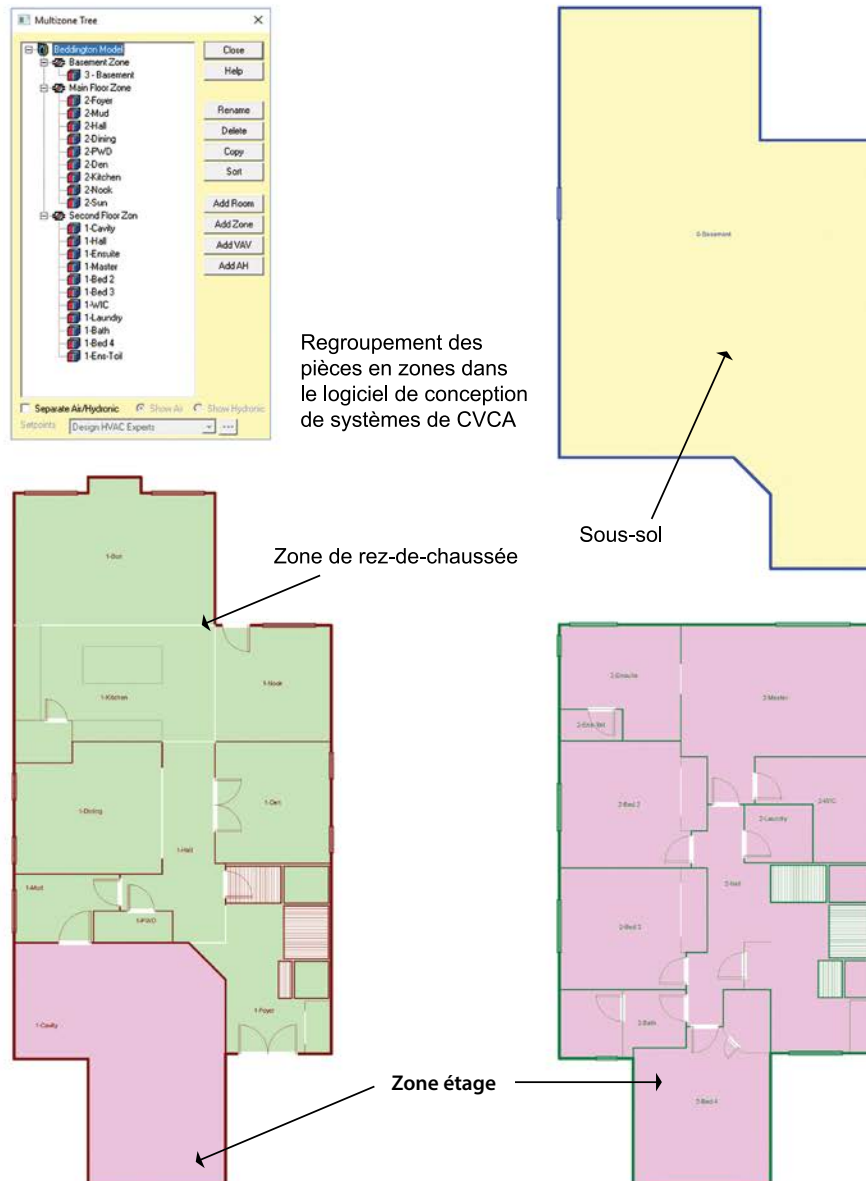 Multizone Tree
Beddington Model
Basement Zone
3 - Basement
Main Floor Zone
2-Foyer
2-Mud
2-Hall
2-Dining
2-PWD
2-Den
2-Kitchen
2-Nook
2-Sun
Second Floor Zon
1-Cavity
1-Hall
1-Ensuite
1-Master
1-Bed 2
1-Bed 3
1-WIC
1-Laundry
1-Bath
1-Bed 4
1-Ens-Toil
Close
Help
Rename
Delete
Copy
Sort
Add Room
Add Zone
Add VAV
Add AH
Separate Air/Hydronic
Show Air
Show Hydronic
Setpoints
Design HVAC Experts
...
Regroupement des
pièces en zones dans
le logiciel de conception
de systèmes de CVCA
Sous-sol
Zone de rez-de-chaussée
1-Sun
1-Kitchen
1-Nook
1-Dining
1-Den
1-Hall
1-Mud
1-PWD
1-Foyer
1-Cavity
2-Ensuite
2-Master
2-Bed 2
2-WIC
2-Laundry
2-Bed 3
2-Bath
2-Bed 4
Zone étage